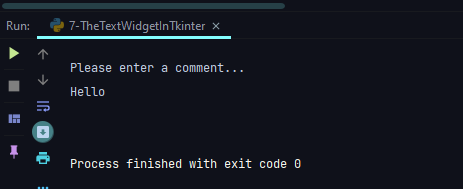 Run: 7-TheTextWidgetInTkinter ×
Please enter a comment...
Hello
Process finished with exit code 0